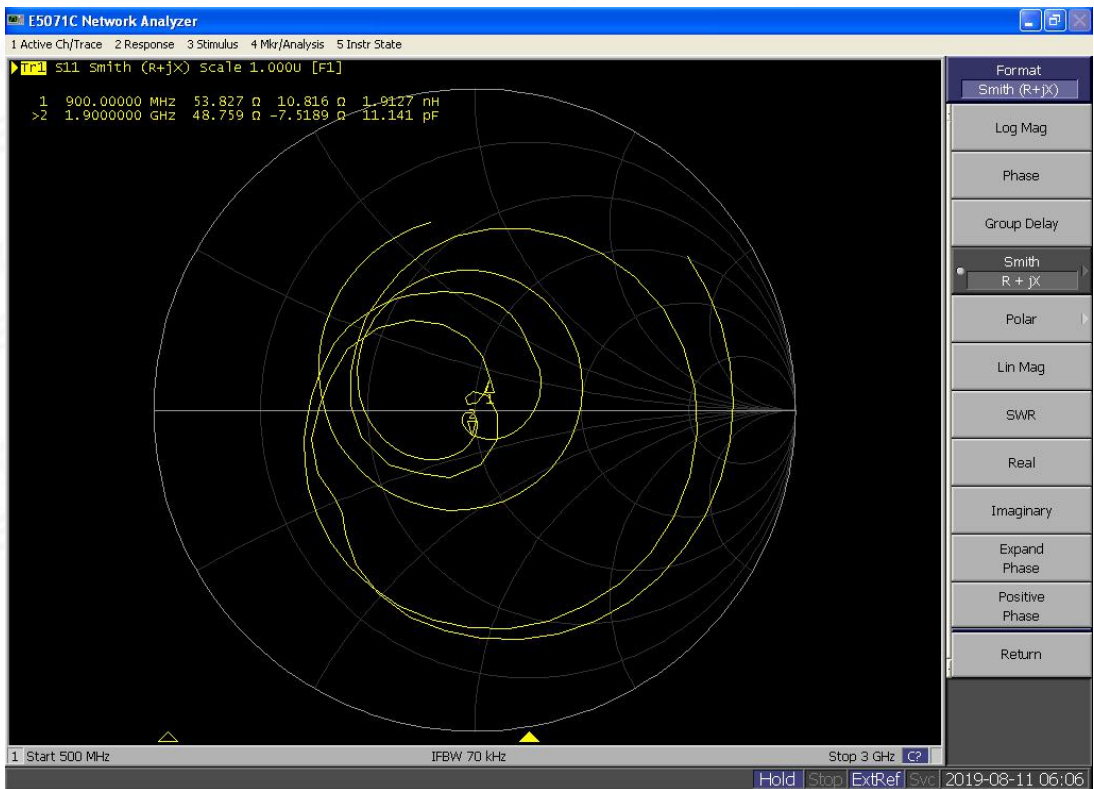 E5071C Network Analyzer
1 Active Ch/Trace 2 Response 3 Stimulus 4 Mkr/Analysis 5 Instr State
Tr1 S11 Smith (R+jX) Scale 1.000U [F1]
1 900.00000 MHz 53.827 Ω 10.816 Ω 1.9127 nH
>2 1.9000000 GHz 48.759 Ω -7.5189 Ω 11.141 pF
1
2
Format
Smith (R+jX)
Log Mag
Phase
Group Delay
Smith
R + jX
Polar
Lin Mag
SWR
Real
Imaginary
Expand
Phase
Positive
Phase
Return
1 Start 500 MHz IFBW 70 kHz Stop 3 GHz C?
Hold Stop ExtRef Svc 2019-08-11 06:06